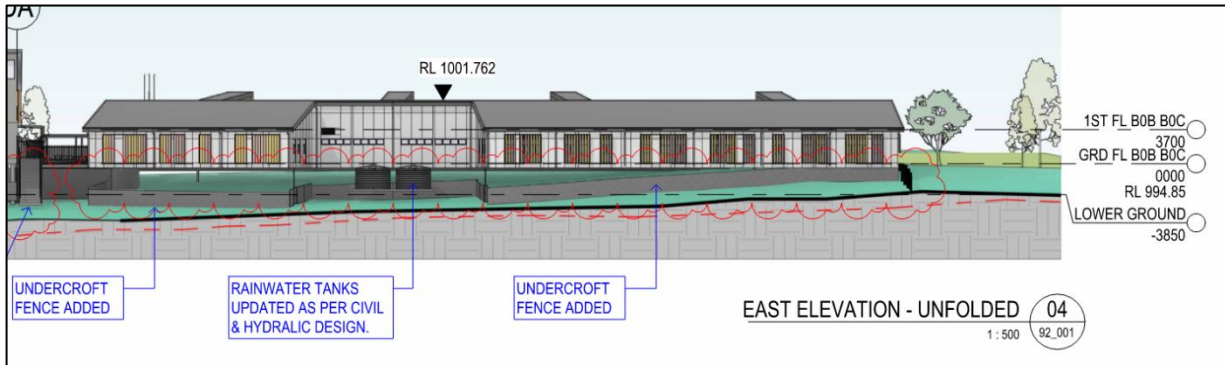 RL 1001.762
1ST FL B0B B0C
3700
GRD FL B0B B0C
0000
RL 994.85
LOWER GROUND
-3850
UNDERCROFT
FENCE ADDED
RAINWATER TANKS
UPDATED AS PER CIVIL
& HYDRALIC DESIGN.
UNDERCROFT
FENCE ADDED
EAST ELEVATION - UNFOLDED
04
1 : 500
92_001